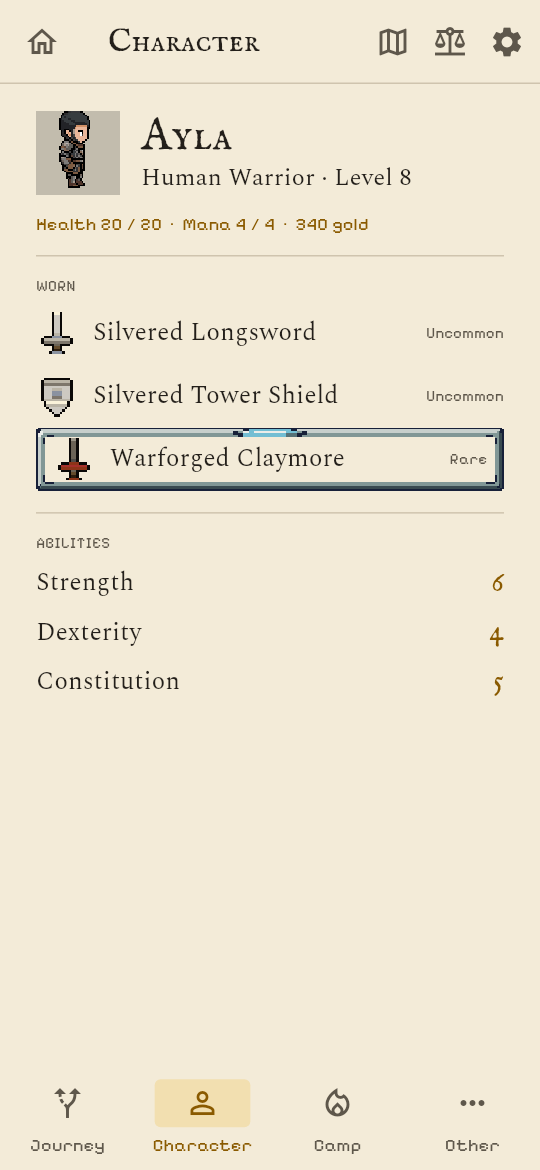 Character
Ayla
Human Warrior · Level 8
Health 20 / 20 · Mana 4 / 4 · 340 gold
WORN
Silvered Longsword Uncommon
Silvered Tower Shield Uncommon
Warforged Claymore Rare
ABILITIES
Strength 6
Dexterity 4
Constitution 5
Journey Character Camp Other